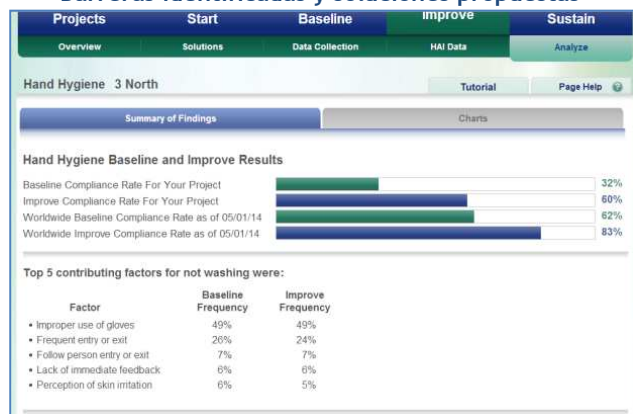 Barreras identificadas y soluciones propuestas
Projects Start Baseline Improve Sustain
Overview Solutions Data Collection HAI Data Analyze
Hand Hygiene 3 North Tutorial Page Help
Summary of Findings Charts
Hand Hygiene Baseline and Improve Results
Baseline Compliance Rate For Your Project 32%
Improve Compliance Rate For Your Project 60%
Worldwide Baseline Compliance Rate as of 05/01/14 62%
Worldwide Improve Compliance Rate as of 05/01/14 83%
Top 5 contributing factors for not washing were:
Baseline Improve
Factor Frequency Frequency
• Improper use of gloves 49% 49%
• Frequent entry or exit 26% 24%
• Follow person entry or exit 7% 7%
• Lack of immediate feedback 6% 6%
• Perception of skin irritation 6% 5%